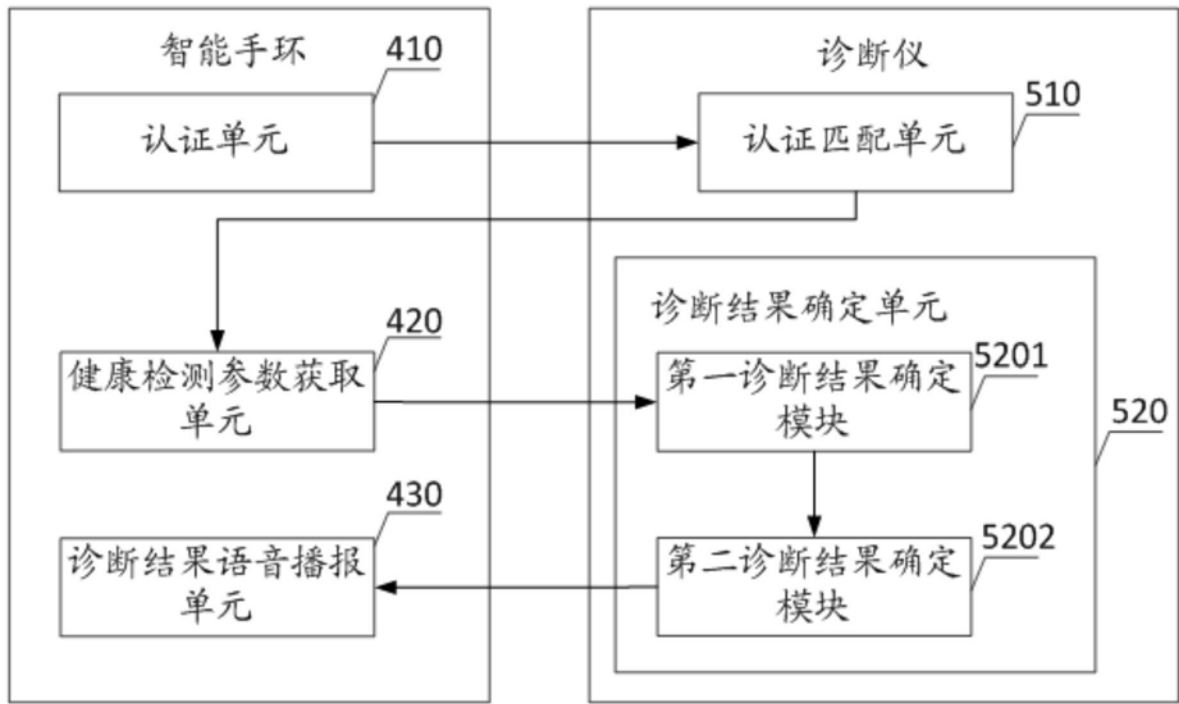 智能手环
410
认证单元
诊断仪
510
认证匹配单元
诊断结果确定单元
420
健康检测参数获取
单元
5201
第一诊断结果确定
模块
520
430
诊断结果语音播报
单元
5202
第二诊断结果确定
模块